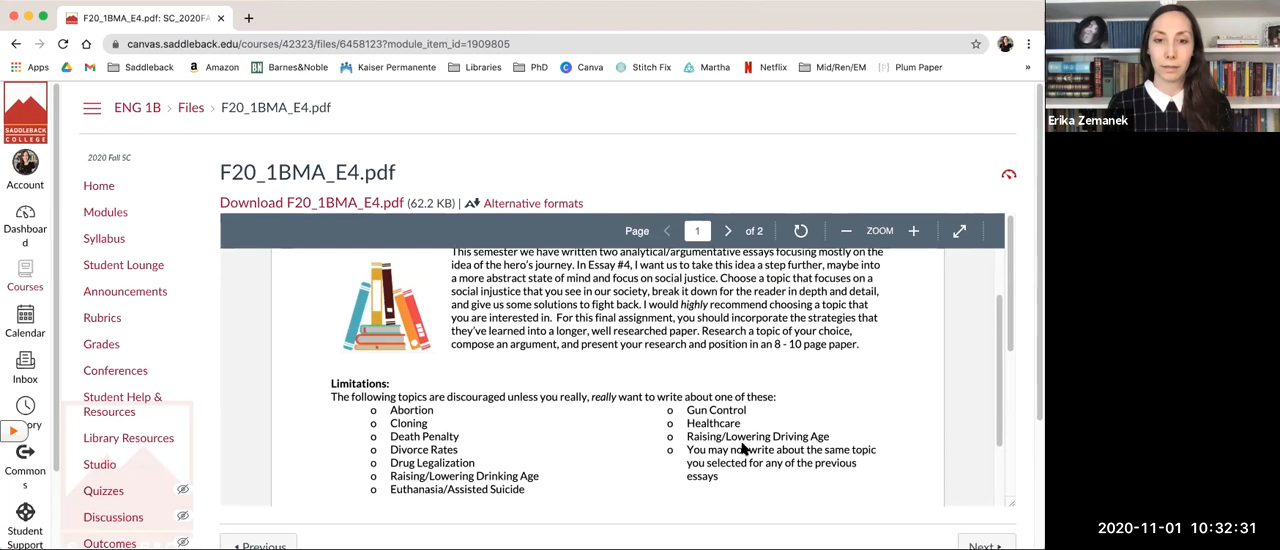 F20_1BMA_E4.pdf: SC_2020FA
canvas.saddleback.edu/courses/42323/files/6458123?module_item_id=1909805
Apps Saddleback Amazon Barnes&Noble Kaiser Permanente Libraries PhD Canva Stitch Fix Martha Netflix Mid/Ren/EM Plum Paper »
SADDLEBACK
COLLEGE
Account
Dashboar
d
Courses
Calendar
Inbox
ory
Common
s
Student
Support
ENG 1B > Files > F20_1BMA_E4.pdf
2020 Fall SC
Home
Modules
Syllabus
Student Lounge
Announcements
Rubrics
Grades
Conferences
Student Help &
Resources
Library Resources
Studio
Quizzes
Discussions
Outcomes
F20_1BMA_E4.pdf
Download F20_1BMA_E4.pdf (62.2 KB) | Alternative formats
Page 1 of 2 ZOOM
This semester we have written two analytical/argumentative essays focusing mostly on the
idea of the hero's journey. In Essay #4, I want us to take this idea a step further, maybe into
a more abstract state of mind and focus on social justice. Choose a topic that focuses on a
social injustice that you see in our society, break it down for the reader in depth and detail,
and give us some solutions to fight back. I would highly recommend choosing a topic that
you are interested in. For this final assignment, you should incorporate the strategies that
they've learned into a longer, well researched paper. Research a topic of your choice,
compose an argument, and present your research and position in an 8 - 10 page paper.
Limitations:
The following topics are discouraged unless you really, really want to write about one of these:
o Abortion
o Cloning
o Death Penalty
o Divorce Rates
o Drug Legalization
o Raising/Lowering Drinking Age
o Euthanasia/Assisted Suicide
o Gun Control
o Healthcare
o Raising/Lowering Driving Age
o You may not write about the same topic
you selected for any of the previous
essays
◂ Previous
Next ▸
Erika Zemanek
2020-11-01 10:32:31